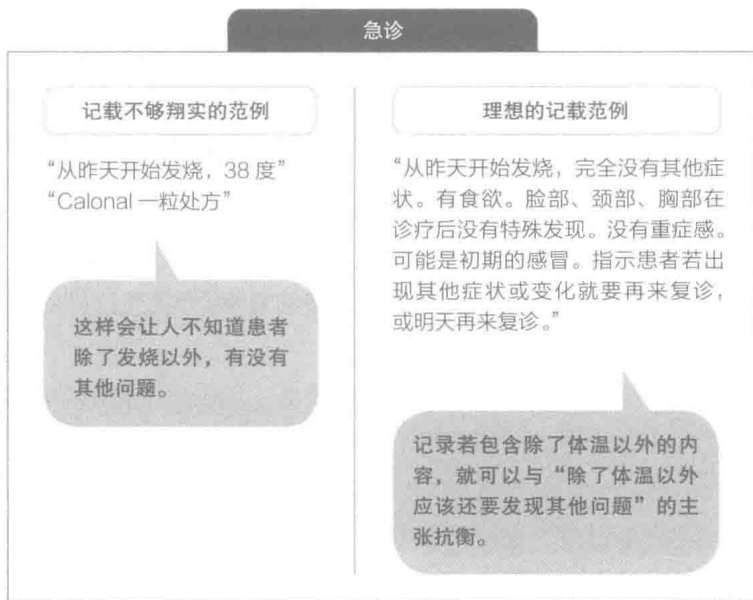 急诊
记载不够翔实的范例
“从昨天开始发烧，38 度”
“Calonal 一粒处方”
这样会让人不知道患者
除了发烧以外，有没有
其他问题。
理想的记载范例
“从昨天开始发烧，完全没有其他症
状。有食欲。脸部、颈部、胸部在
诊疗后没有特殊发现。没有重症感。
可能是初期的感冒。指示患者若出
现其他症状或变化就要再来复诊，
或明天再来复诊。”
记录若包含除了体温以外的内
容，就可以与“除了体温以外
应该还要发现其他问题”的主
张抗衡。